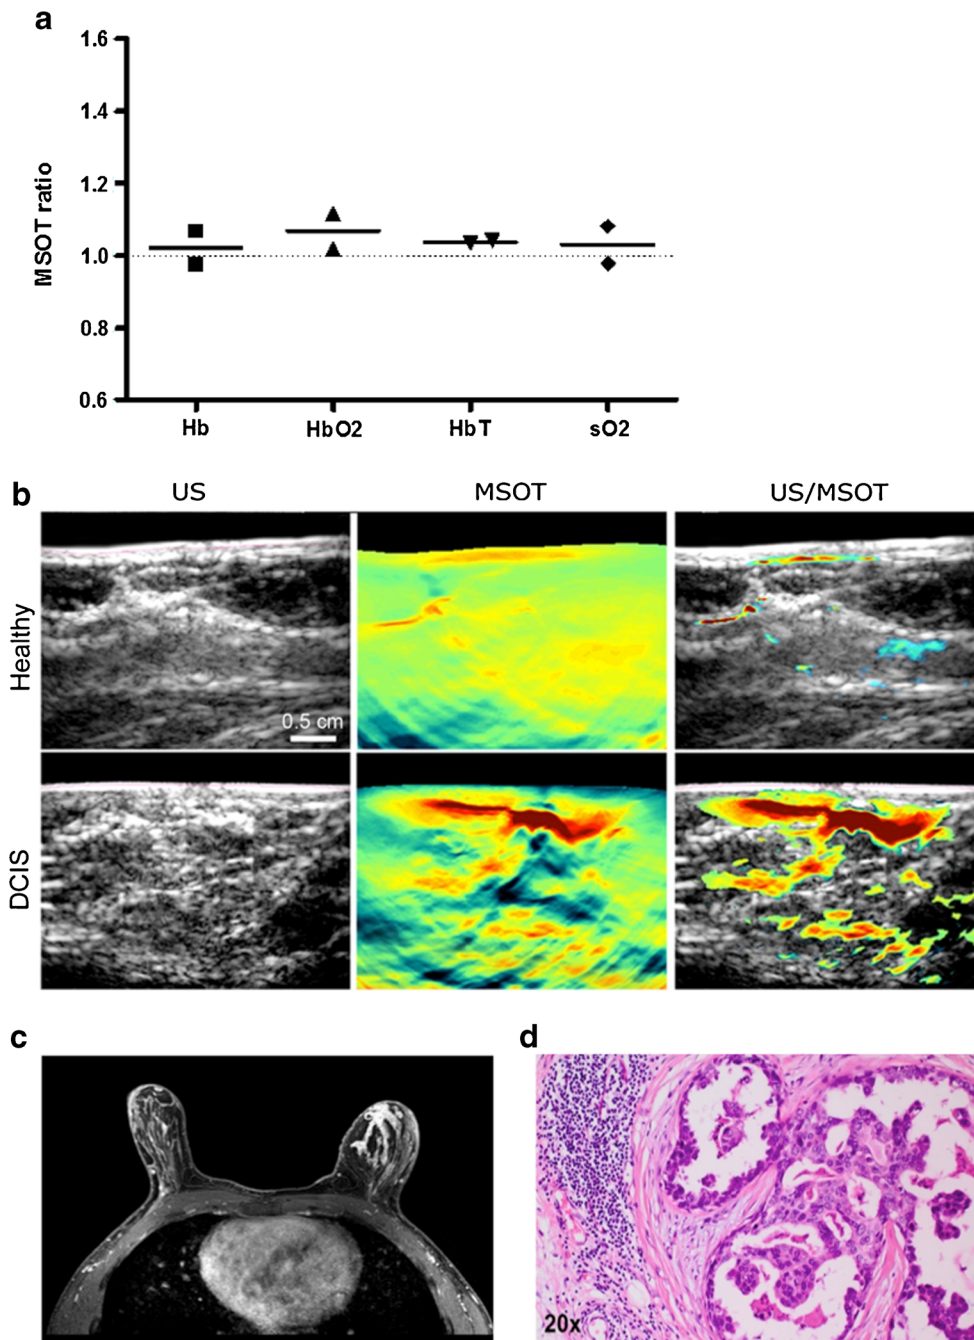 a
1.6
1.4
1.2
1.0
0.8
0.6
MSOT ratio
Hb HbO2 HbT sO2
b
US MSOT US/MSOT
Healthy
0.5 cm
DCIS
c d
20x